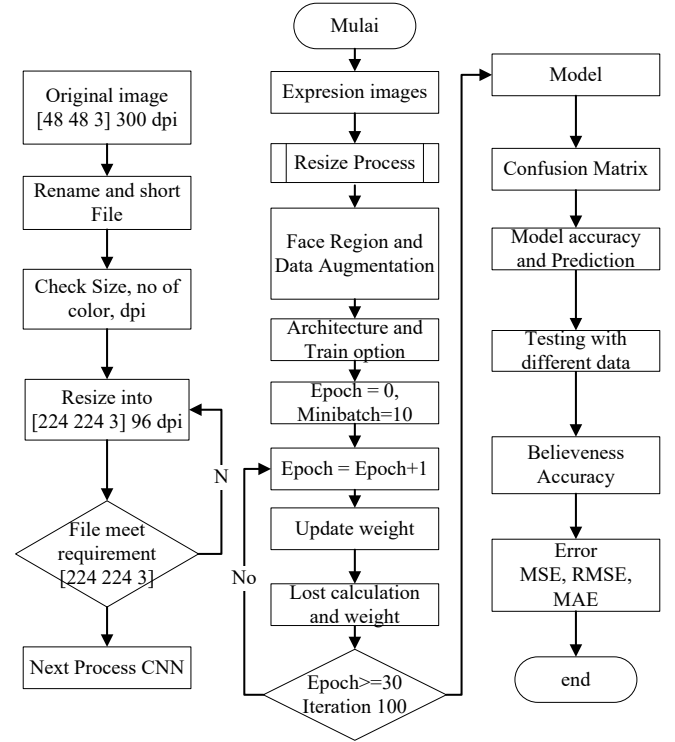 Original image
[48 48 3] 300 dpi
Rename and short
File
Check Size, no of
color, dpi
Resize into
[224 224 3] 96 dpi
N
File meet
requirement
[224 224 3]
Next Process CNN
Mulai
Expresion images
Resize Process
Face Region and
Data Augmentation
Architecture and
Train option
Epoch = 0,
Minibatch=10
Epoch = Epoch+1
Update weight
No
Lost calculation
and weight
Epoch>=30
Iteration 100
Model
Confusion Matrix
Model accuracy
and Prediction
Testing with
different data
Believeness
Accuracy
Error
MSE, RMSE,
MAE
end